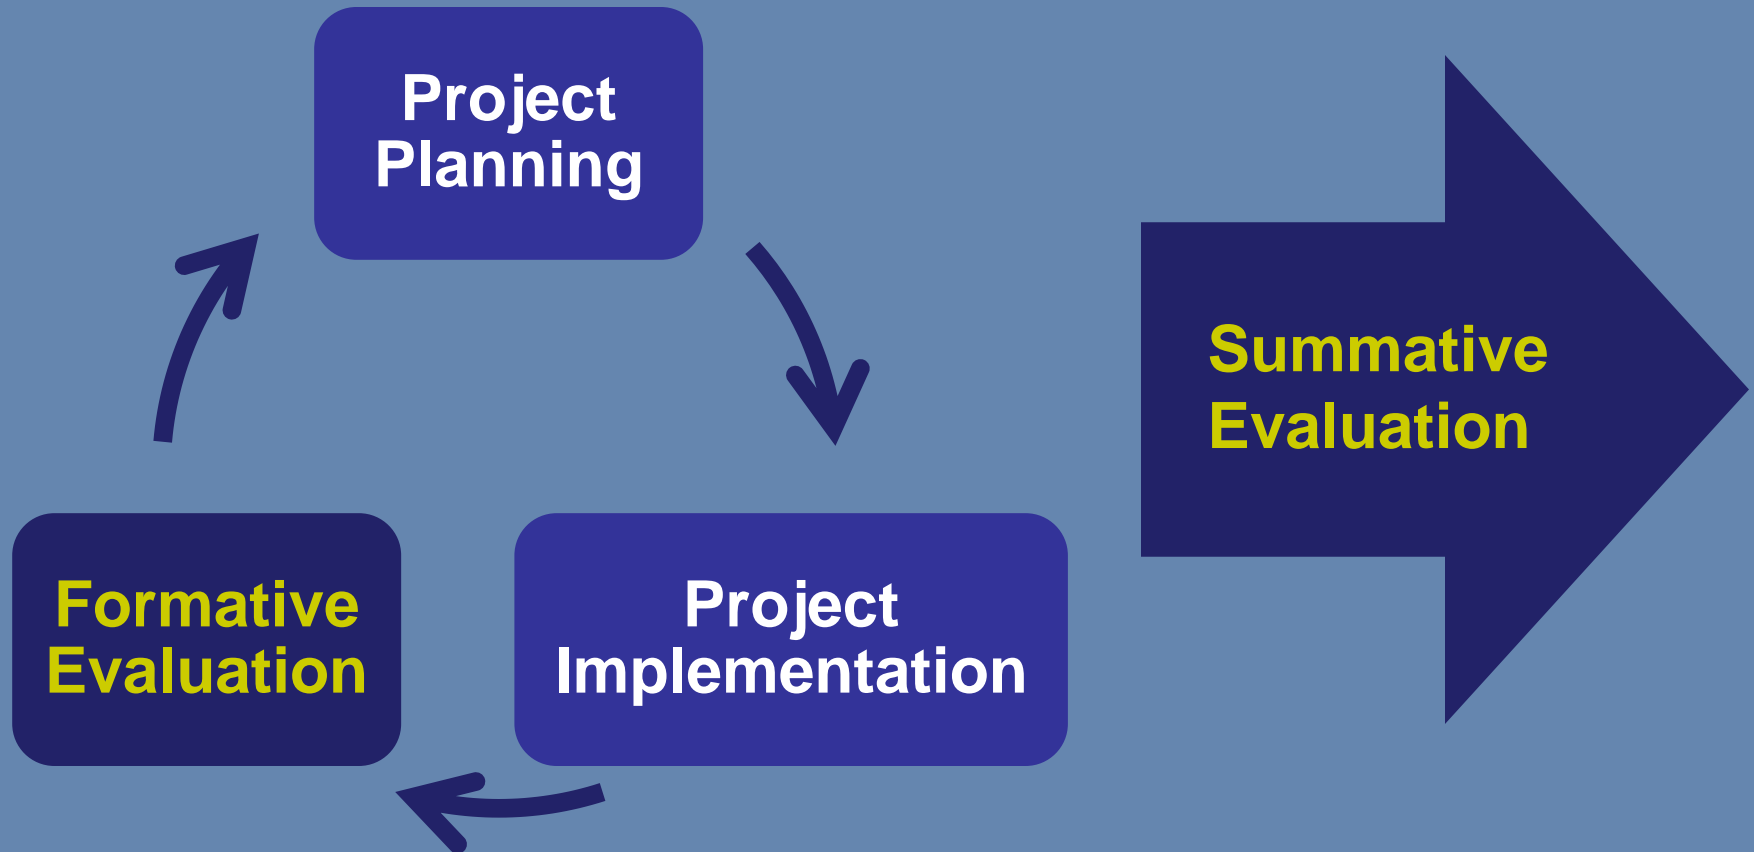 Project
Planning
Summative
Evaluation
Formative
Evaluation
Project
Implementation